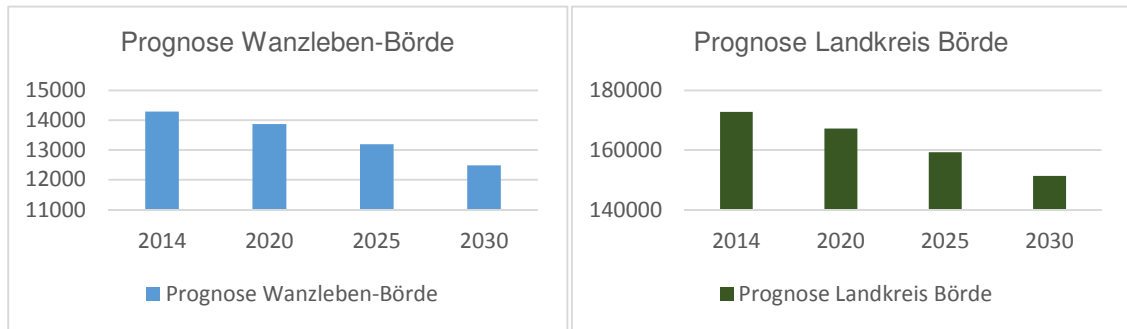 Prognose Wanzleben-Börde
15000
14000
13000
12000
11000
2014 2020 2025 2030
Prognose Wanzleben-Börde
Prognose Landkreis Börde
180000
160000
140000
2014 2020 2025 2030
Prognose Landkreis Börde